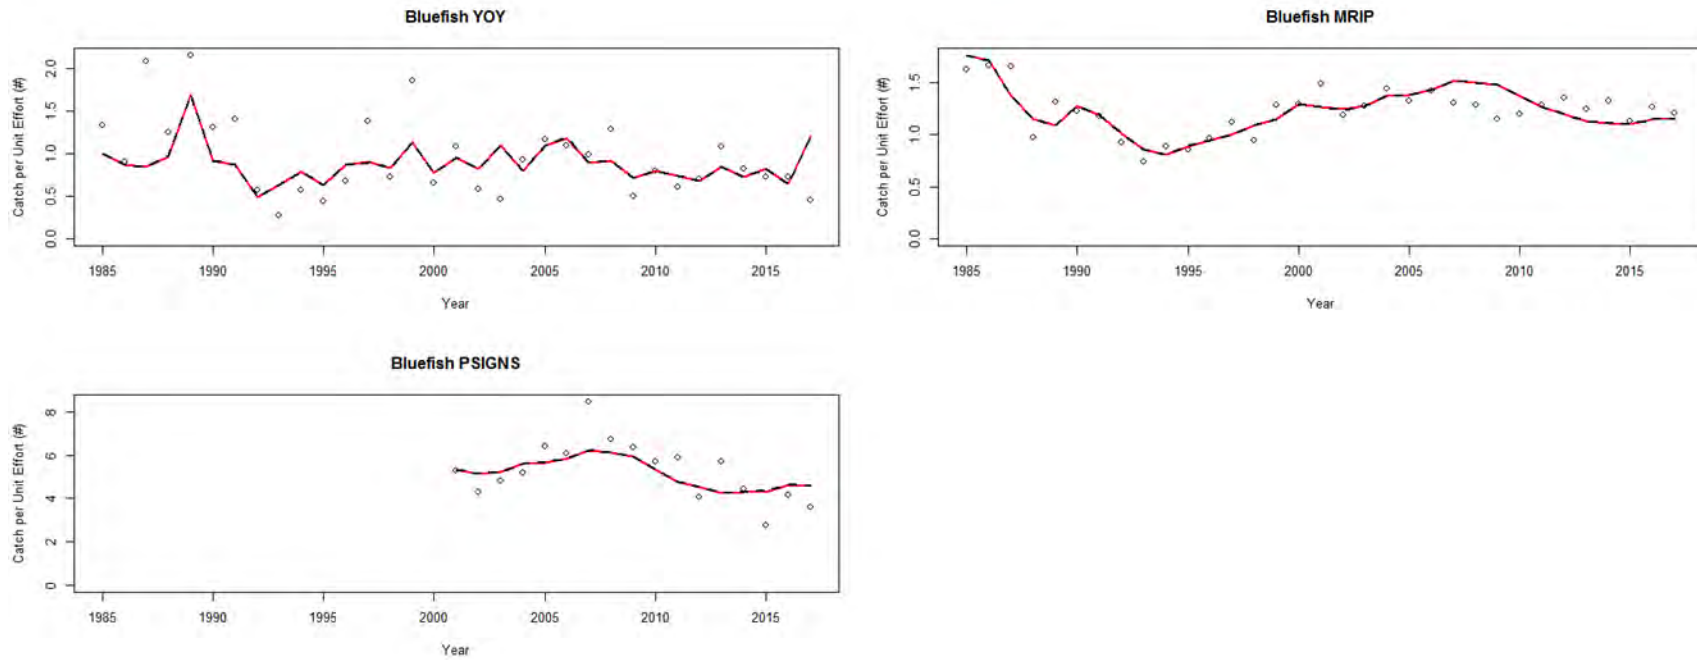 Bluefish YOY
Catch per Unit Effort (#)
2.0
1.5
1.0
0.5
0.0
1985 1990 1995 2000 2005 2010 2015
Year
Bluefish MRIP
Catch per Unit Effort (#)
1.5
1.0
0.5
0.0
1985 1990 1995 2000 2005 2010 2015
Year
Bluefish PSIGNS
Catch per Unit Effort (#)
8
6
4
2
0
1985 1990 1995 2000 2005 2010 2015
Year